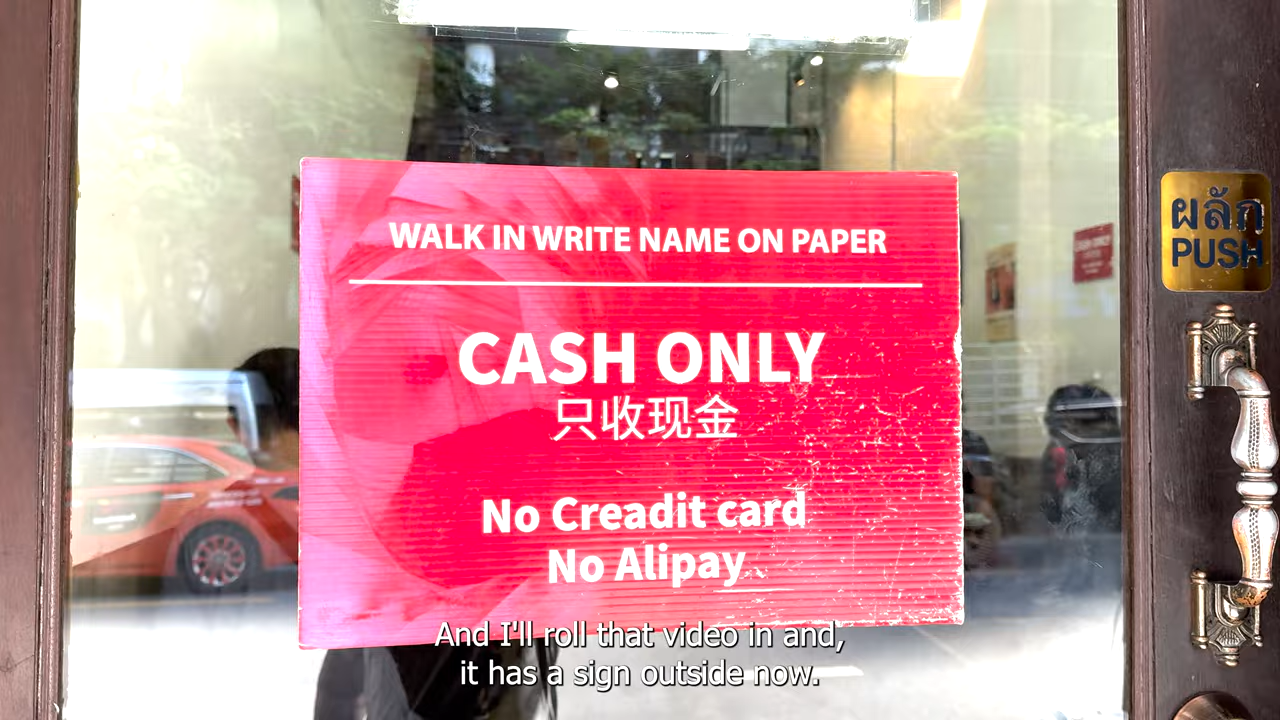 WALK IN WRITE NAME ON PAPER
CASH ONLY
只收现金
No Creadit card
No Alipay
ผลัก
PUSH
And I'll roll that video in and,
it has a sign outside now.